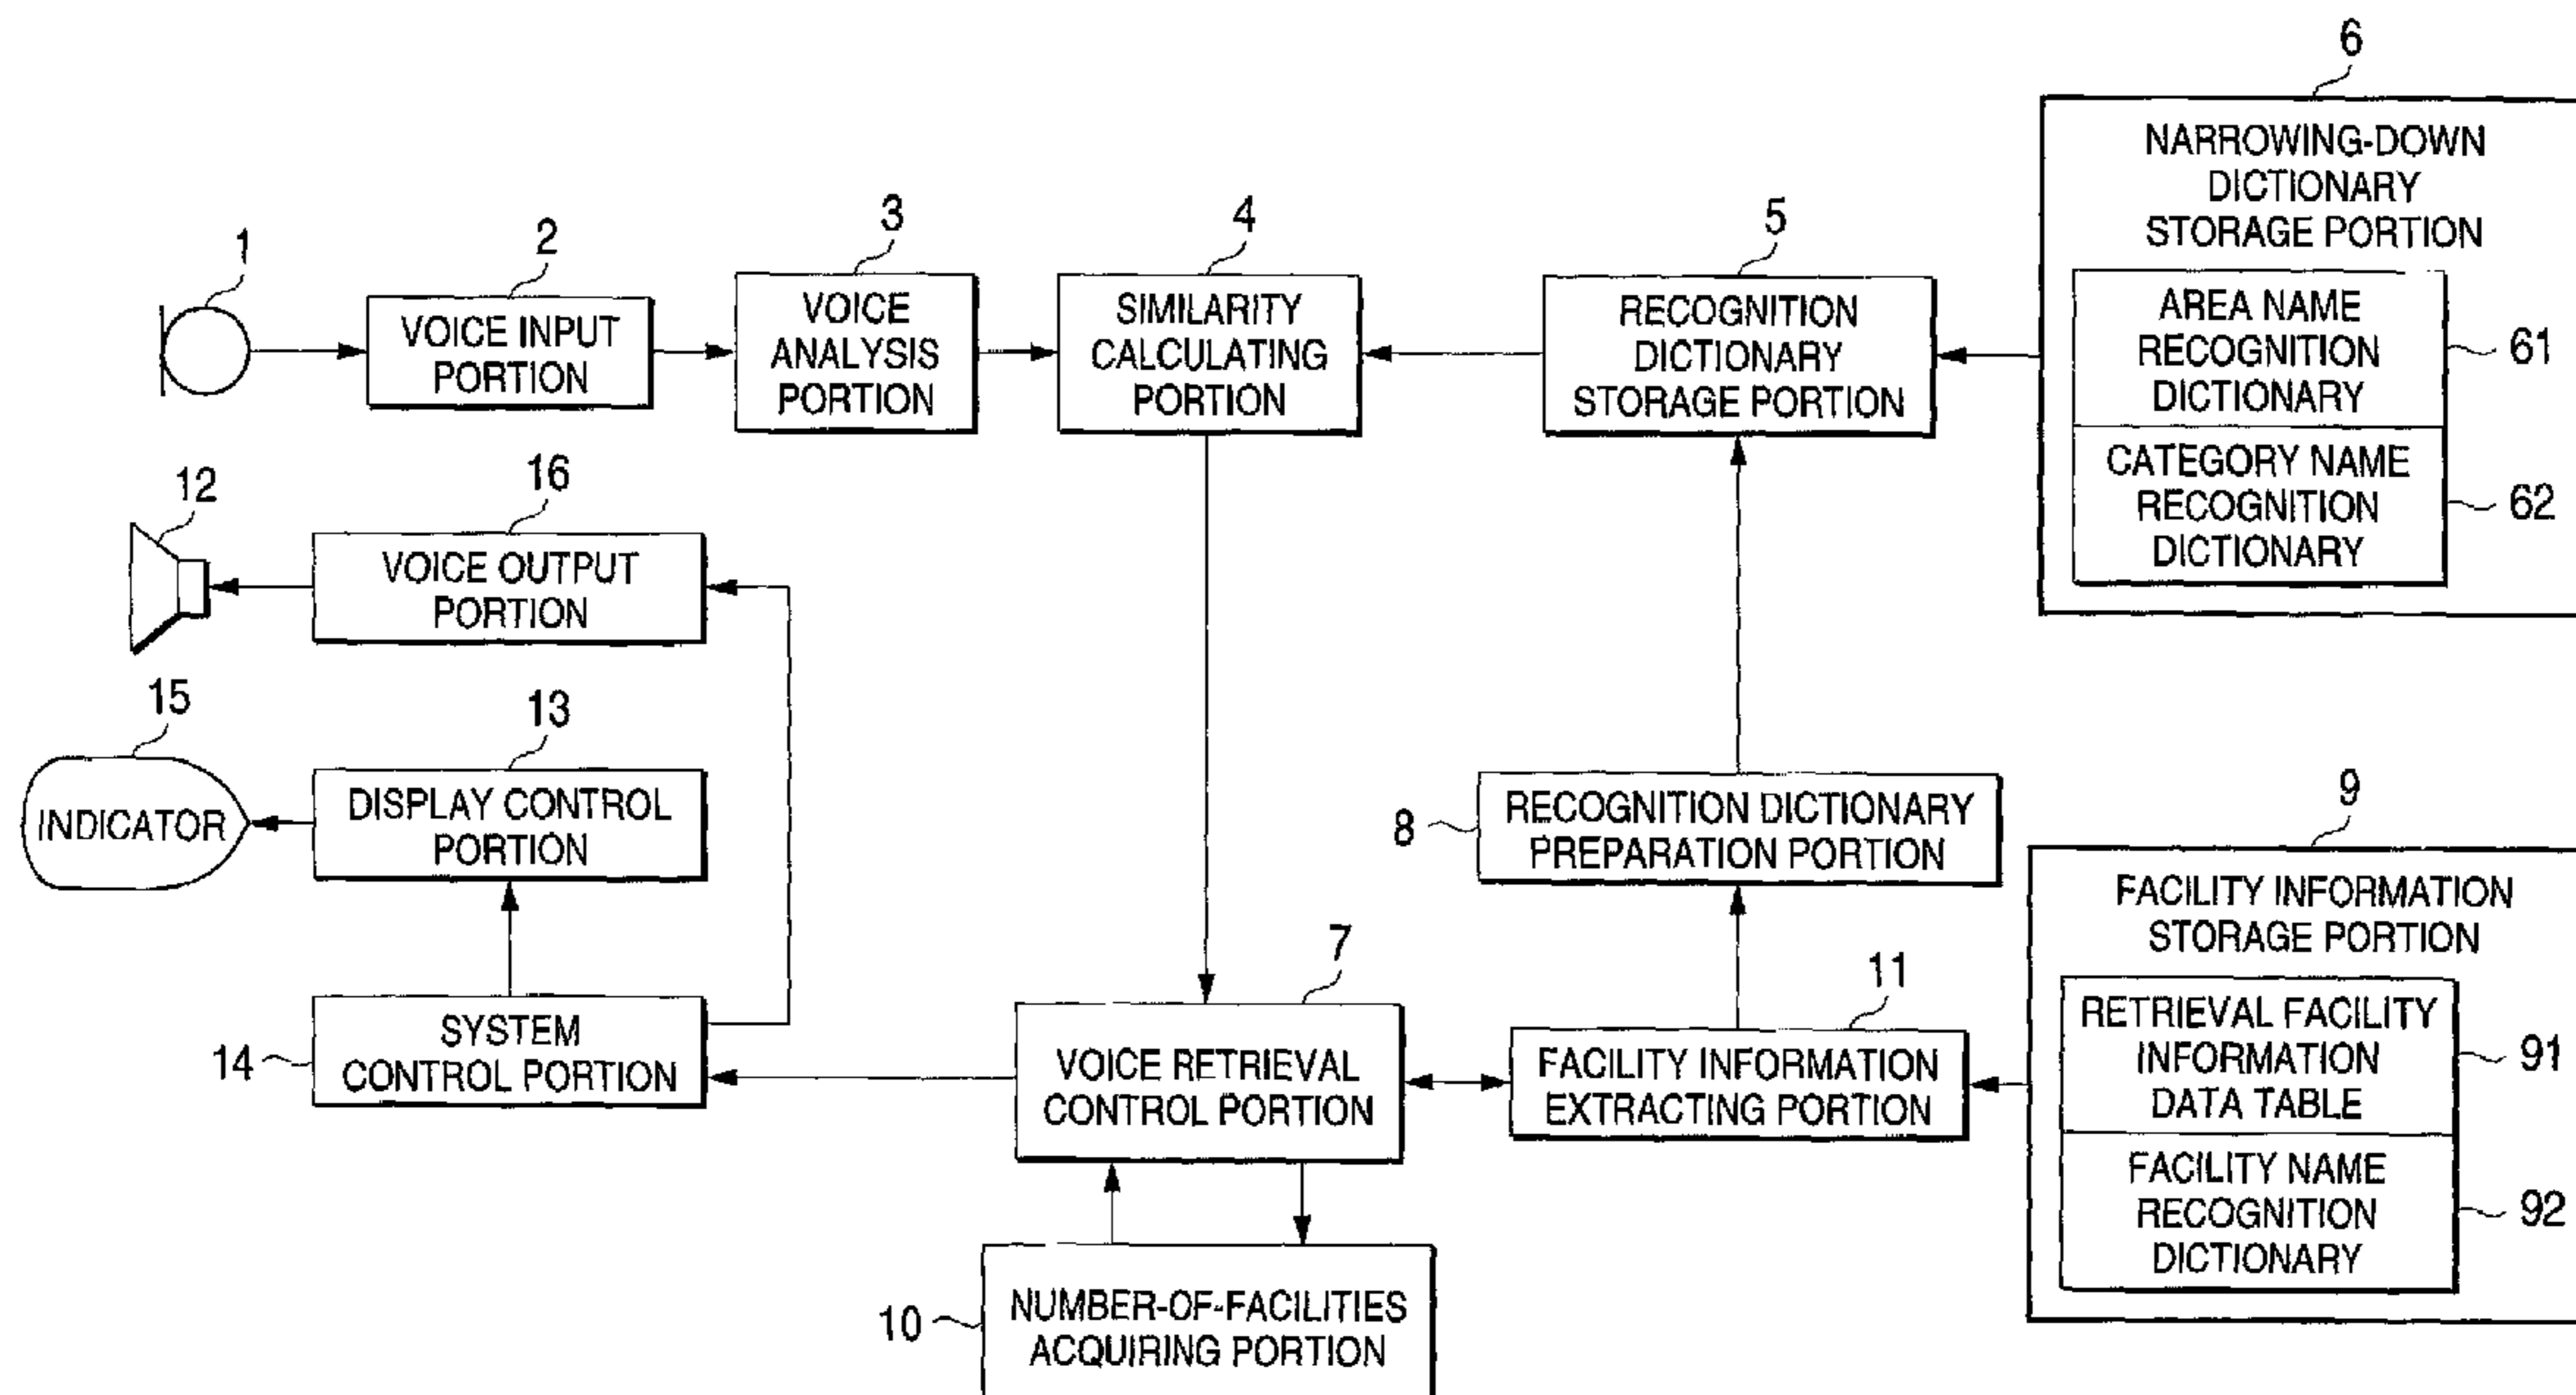 6
NARROWING-DOWN
DICTIONARY
STORAGE PORTION
AREA NAME
RECOGNITION
DICTIONARY
61
CATEGORY NAME
RECOGNITION
DICTIONARY
62
1
2
VOICE INPUT
PORTION
3
VOICE
ANALYSIS
PORTION
4
SIMILARITY
CALCULATING
PORTION
5
RECOGNITION
DICTIONARY
STORAGE PORTION
12
16
VOICE OUTPUT
PORTION
15
INDICATOR
13
DISPLAY CONTROL
PORTION
8
RECOGNITION DICTIONARY
PREPARATION PORTION
9
FACILITY INFORMATION
STORAGE PORTION
RETRIEVAL FACILITY
INFORMATION
DATA TABLE
91
FACILITY NAME
RECOGNITION
DICTIONARY
92
14
SYSTEM
CONTROL PORTION
7
VOICE RETRIEVAL
CONTROL PORTION
11
FACILITY INFORMATION
EXTRACTING PORTION
10
NUMBER-OF-FACILITIES
ACQUIRING PORTION